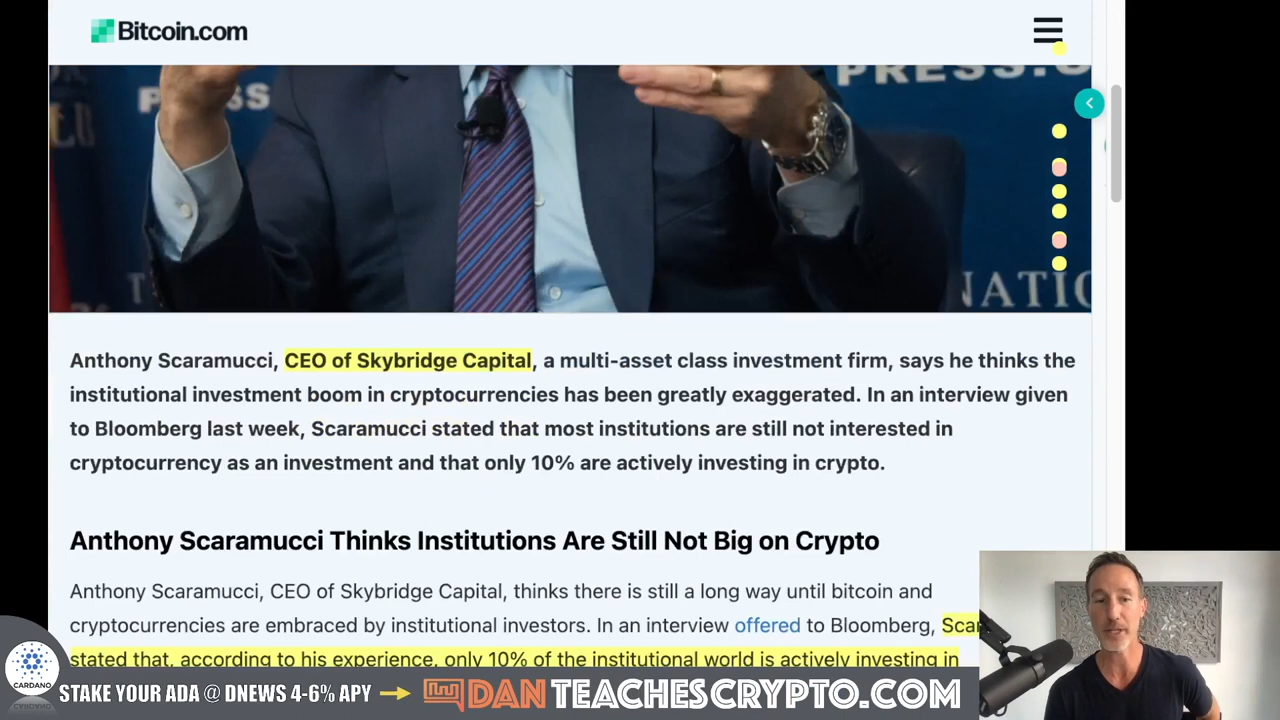 Bitcoin.com
PRESS.C
PRESS
NATIO
Anthony Scaramucci, CEO of Skybridge Capital, a multi-asset class investment firm, says he thinks the
institutional investment boom in cryptocurrencies has been greatly exaggerated. In an interview given
to Bloomberg last week, Scaramucci stated that most institutions are still not interested in
cryptocurrency as an investment and that only 10% are actively investing in crypto.
Anthony Scaramucci Thinks Institutions Are Still Not Big on Crypto
Anthony Scaramucci, CEO of Skybridge Capital, thinks there is still a long way until bitcoin and
cryptocurrencies are embraced by institutional investors. In an interview offered to Bloomberg, Scar
stated that, according to his experience, only 10% of the institutional world is actively investing in
CARDANO
STAKE YOUR ADA @ DNEWS 4-6% APY
DANTEACHESCRYPTO.COM